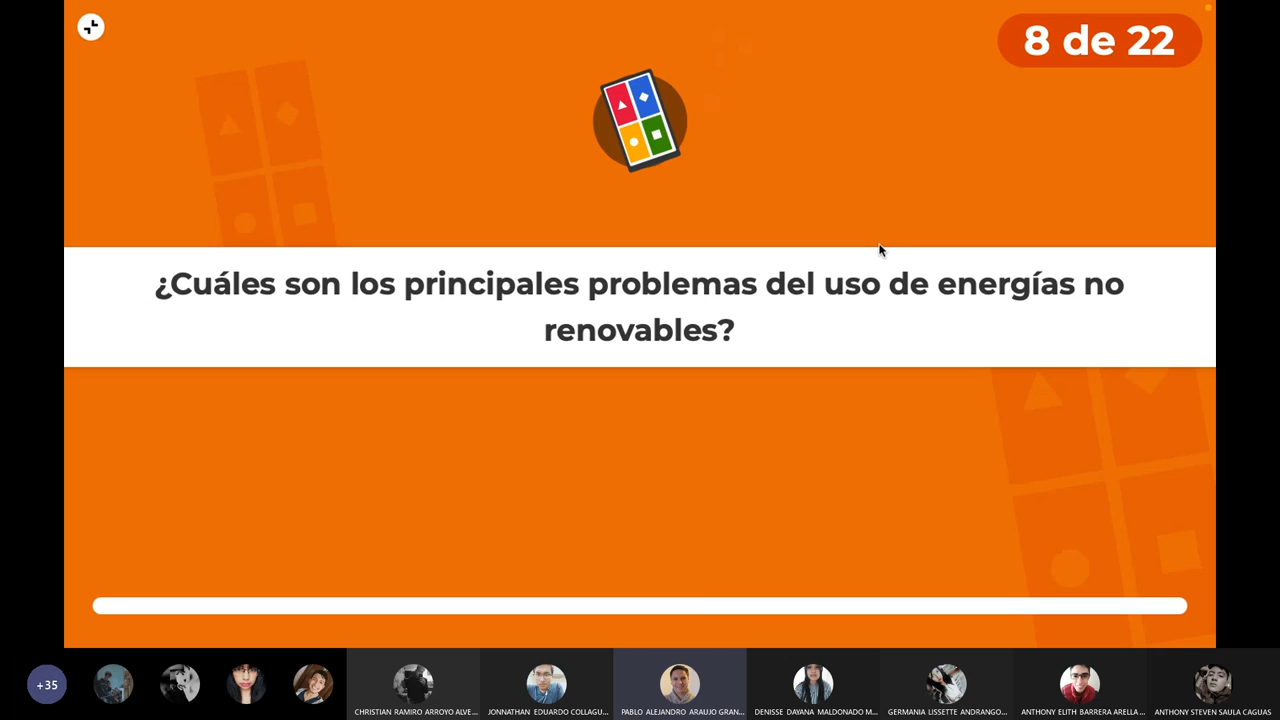 8 de 22
¿Cuáles son los principales problemas del uso de energías no
renovables?
+35
CHRISTIAN RAMIRO ARROYO ALVE...
JONNATHAN EDUARDO COLLAGU...
PABLO ALEJANDRO ARAUJO GRAN...
DENISSE DAYANA MALDONADO M...
GERMANIA LISSETTE ANDRANGO...
ANTHONY ELITH BARRERA ARELLA ...
ANTHONY STEVEN SAULA CAGUAS